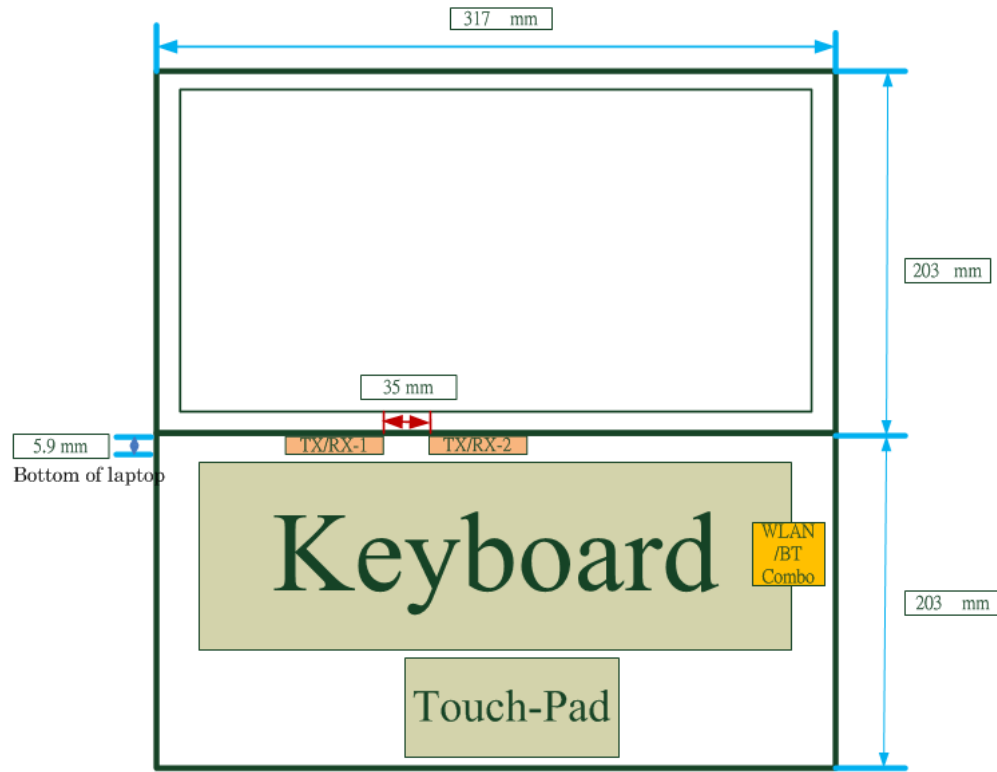 317 mm
203 mm
35 mm
5.9 mm
Bottom of laptop
TX/RX-1
TX/RX-2
Keyboard
WLAN
/BT
Combo
203 mm
Touch-Pad